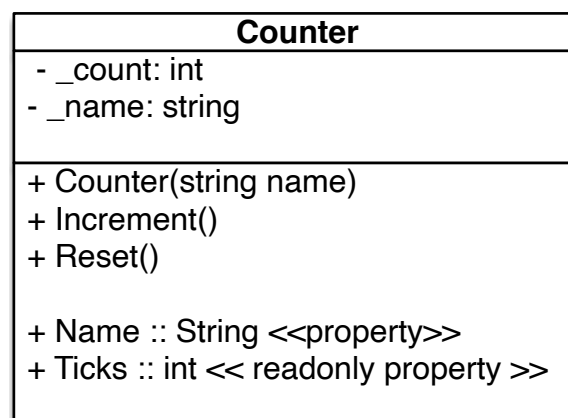 Counter
- _count: int
- _name: string
+ Counter(string name)
+ Increment()
+ Reset()
+ Name :: String <<property>>
+ Ticks :: int << readonly property >>